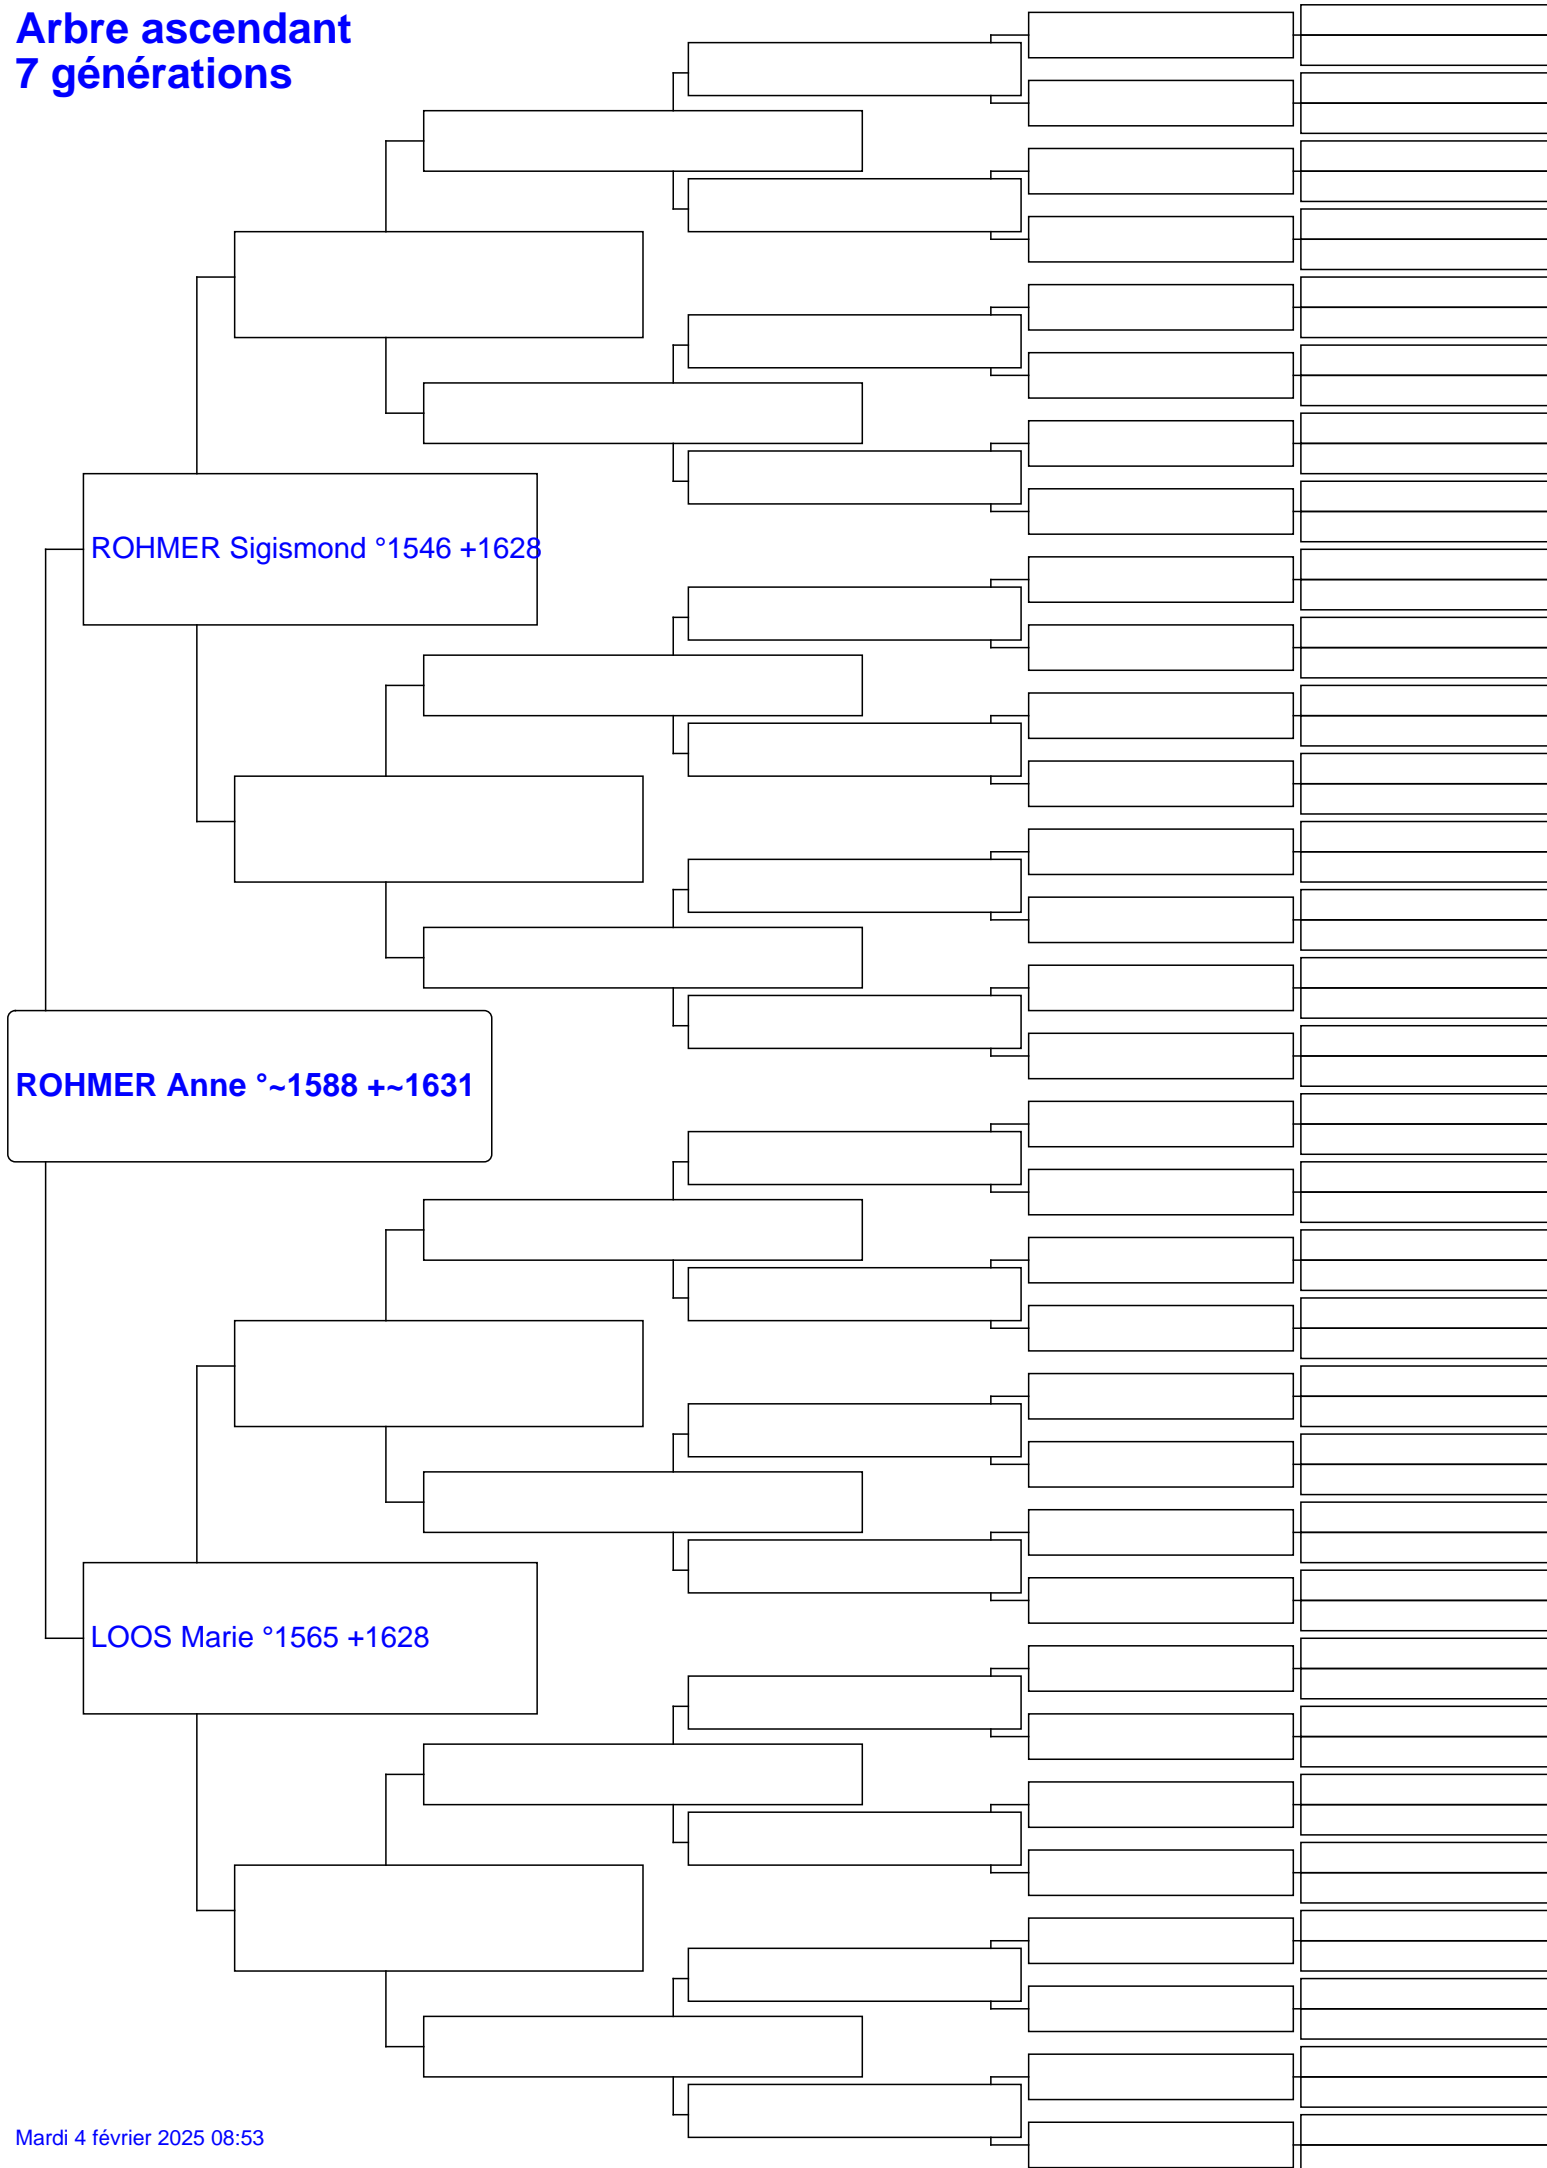 Arbre ascendant
7 générations
ROHMER Sigismond °1546 +1628
ROHMER Anne °~1588 +~1631
LOOS Marie °1565 +1628
Mardi 4 février 2025 08:53